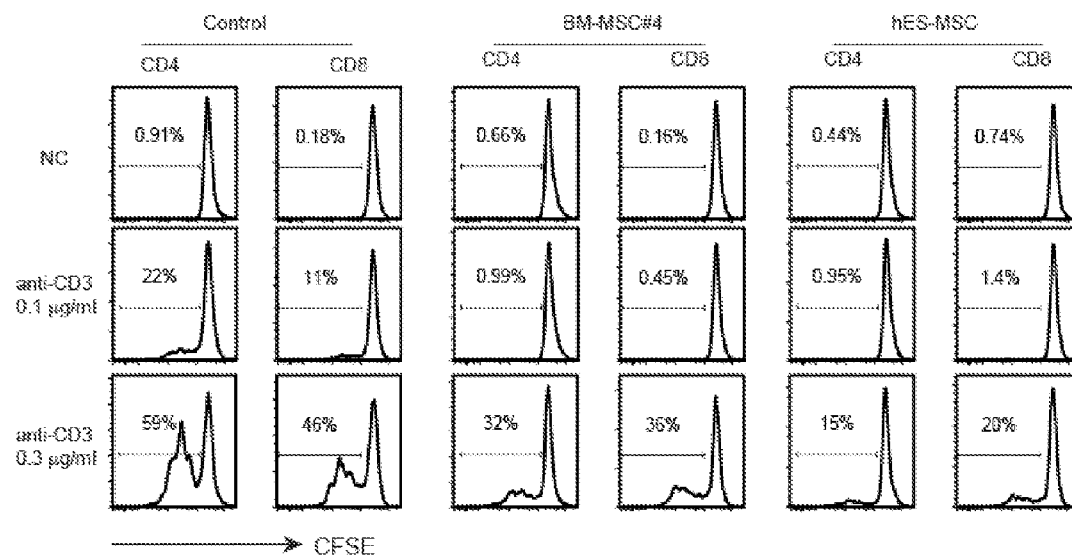 Control BM-MSC#4 hES-MSC
CD4 CD8 CD4 CD8 CD4 CD8
NC 0.91% 0.18% 0.66% 0.16% 0.44% 0.74%
anti-CD3 0.1 µg/ml 22% 11% 0.99% 0.45% 0.95% 1.4%
anti-CD3 0.3 µg/ml 59% 46% 32% 36% 15% 20%
CFSE